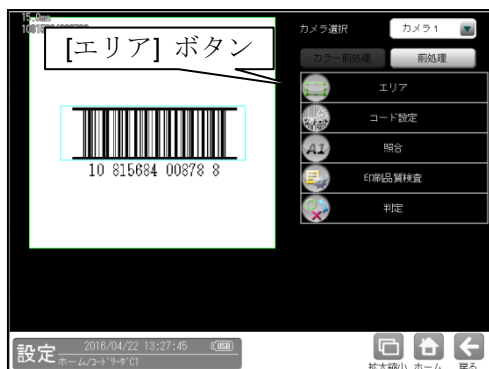 15.0ms
[エリア] ボタン
10 815684 00878 8
カメラ選択
カメラ 1
カラー前処理
前処理
エリア
コード設定
照合
印刷品質検査
判定
設定
2016/04/22 13:27:45
USB
ホーム/コードリーダC1
拡大縮小
ホーム
戻る